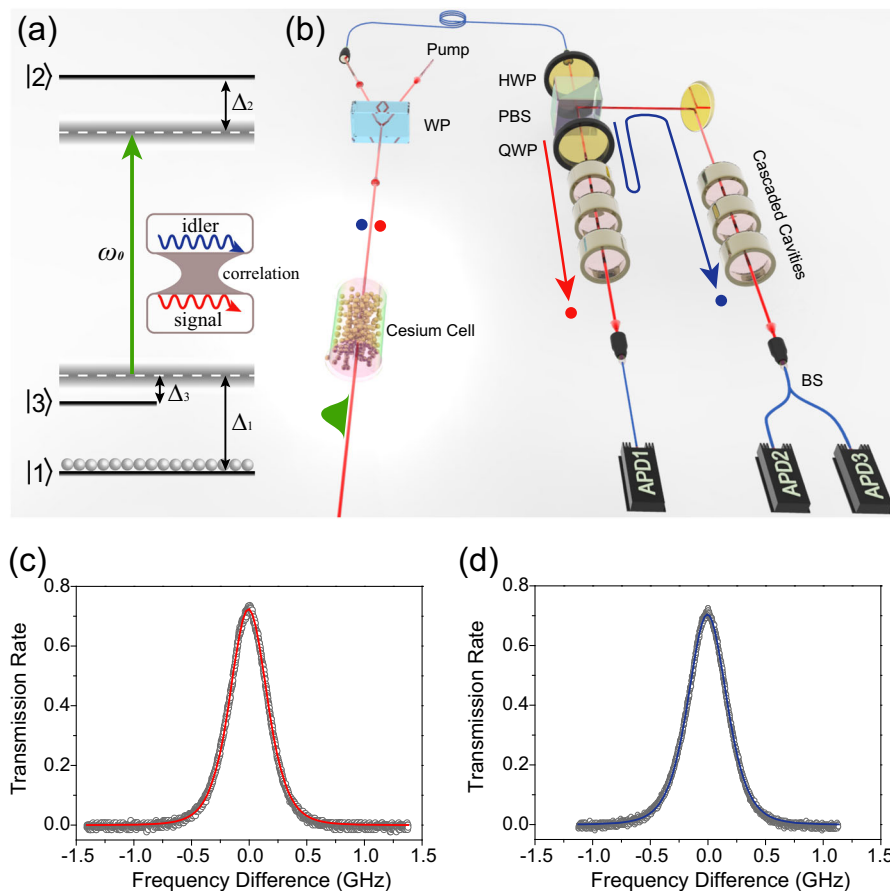 (a)
|2⟩
Δ₂
ω₀
idler
correlation
signal
|3⟩
Δ₃
Δ₁
|1⟩
(b)
Pump
WP
HWP
PBS
QWP
Cascaded Cavities
Cesium Cell
BS
APD1
APD2
APD3
(c)
Transmission Rate
0.8
0.6
0.4
0.2
0.0
-1.5 -1.0 -0.5 0.0 0.5 1.0 1.5
Frequency Difference (GHz)
(d)
Transmission Rate
0.8
0.6
0.4
0.2
0.0
-1.5 -1.0 -0.5 0.0 0.5 1.0 1.5
Frequency Difference (GHz)